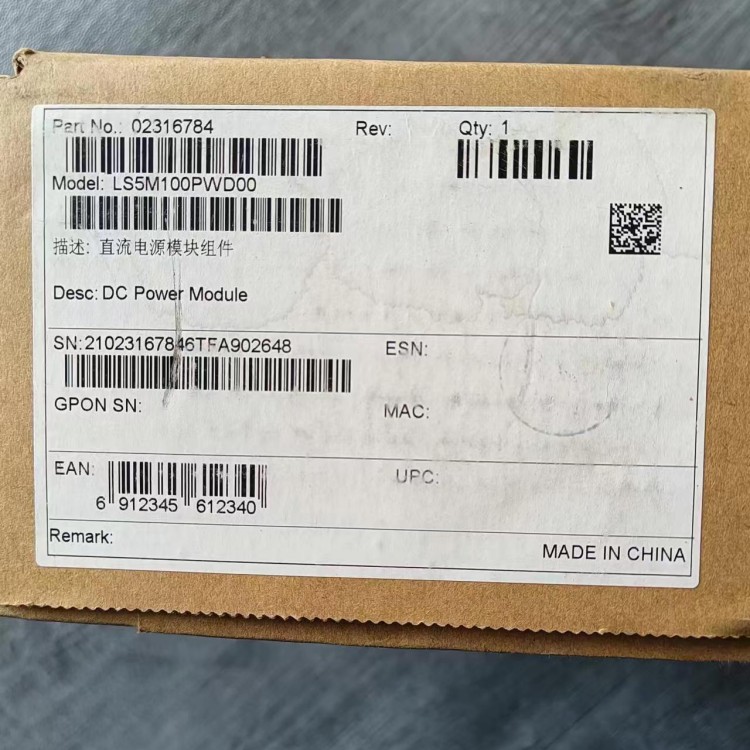 Part No.: 02316784 Rev: Qty: 1
Model: LS5M100PWD00
描述: 直流电源模块组件
Desc: DC Power Module
SN:21023167846TFA902648 ESN:
GPON SN: MAC:
EAN: UPC:
6 912345 612340
Remark:
MADE IN CHINA